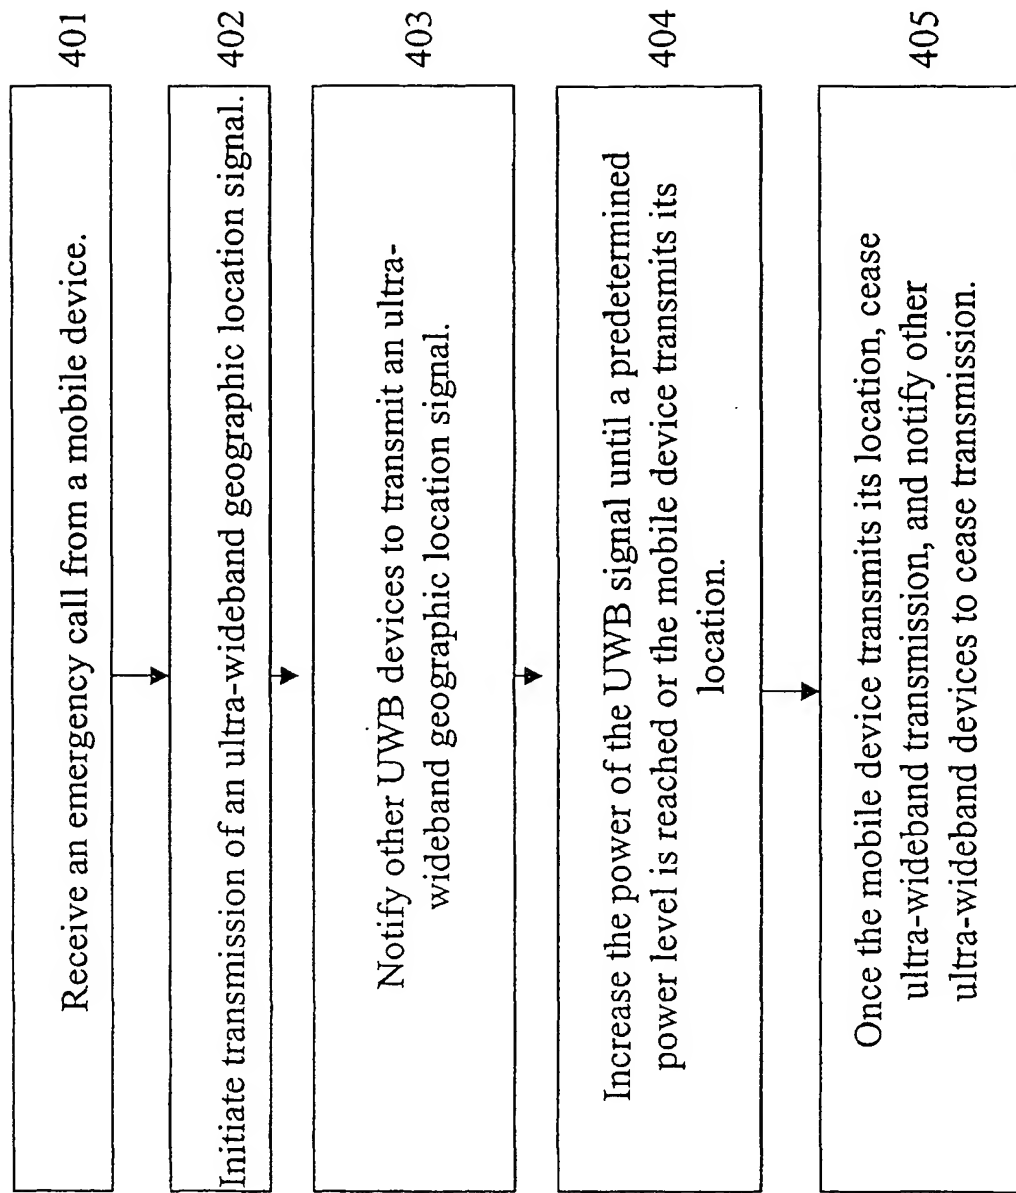 Receive an emergency call from a mobile device.
401
Initiate transmission of an ultra-wideband geographic location signal.
402
Notify other UWB devices to transmit an ultra-
wideband geographic location signal.
403
Increase the power of the UWB signal until a predetermined
power level is reached or the mobile device transmits its
location.
404
Once the mobile device transmits its location, cease
ultra-wideband transmission, and notify other
ultra-wideband devices to cease transmission.
405